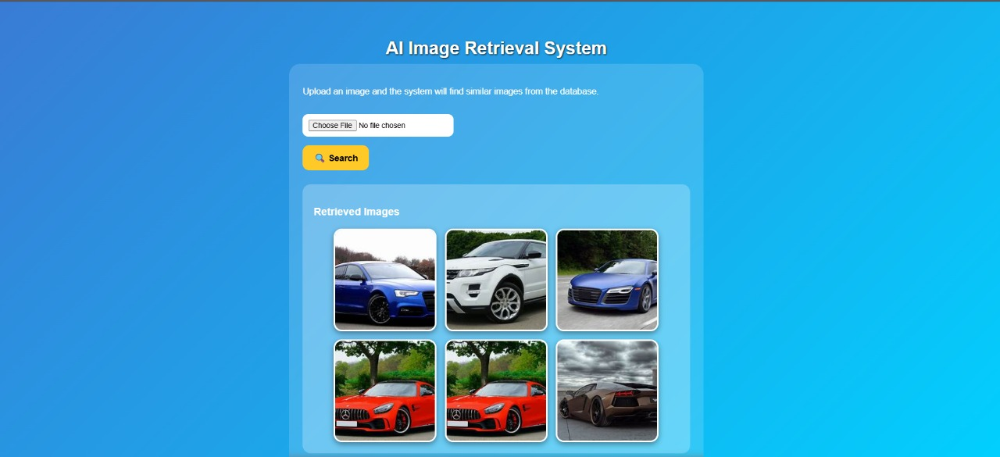 AI Image Retrieval System
Upload an image and the system will find similar images from the database.
Choose File No file chosen
🔍 Search
Retrieved Images